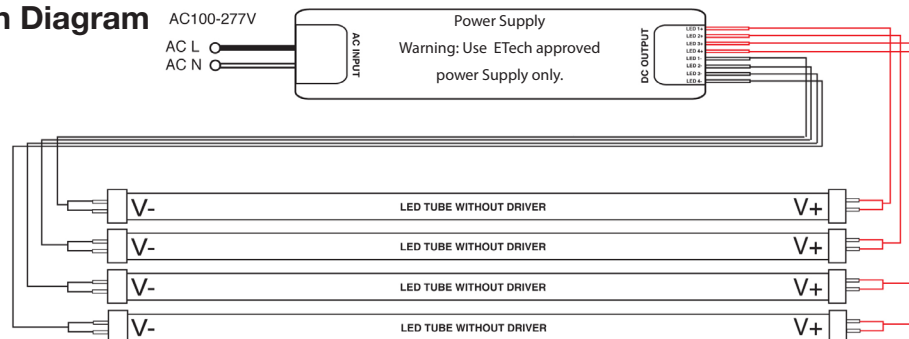 n Diagram
AC100-277V
AC L
AC N
AC INPUT
Power Supply
Warning: Use ETech approved
power Supply only.
DC OUTPUT
LED 1+
LED 2+
LED 3+
LED 4+
LED 1-
LED 2-
LED 3-
LED 4-
V- LED TUBE WITHOUT DRIVER V+
V- LED TUBE WITHOUT DRIVER V+
V- LED TUBE WITHOUT DRIVER V+
V- LED TUBE WITHOUT DRIVER V+